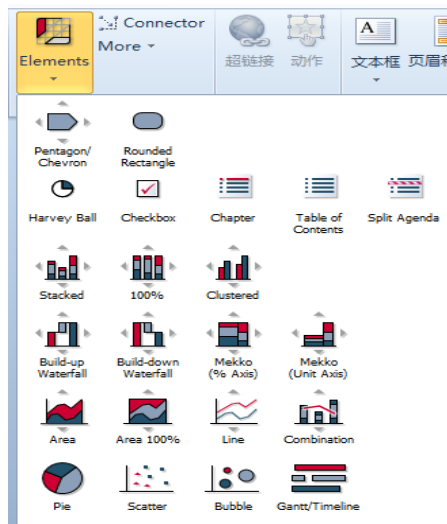 Elements
Connector
More
超链接
动作
A
文本框
Pentagon/ Rounded
Chevron Rectangle
Harvey Ball Checkbox Chapter Table of Contents Split Agenda
Stacked 100% Clustered
Build-up Build-down Mekko Mekko
Waterfall Waterfall (% Axis) (Unit Axis)
Area Area 100% Line Combination
Pie Scatter Bubble Gantt/Timeline